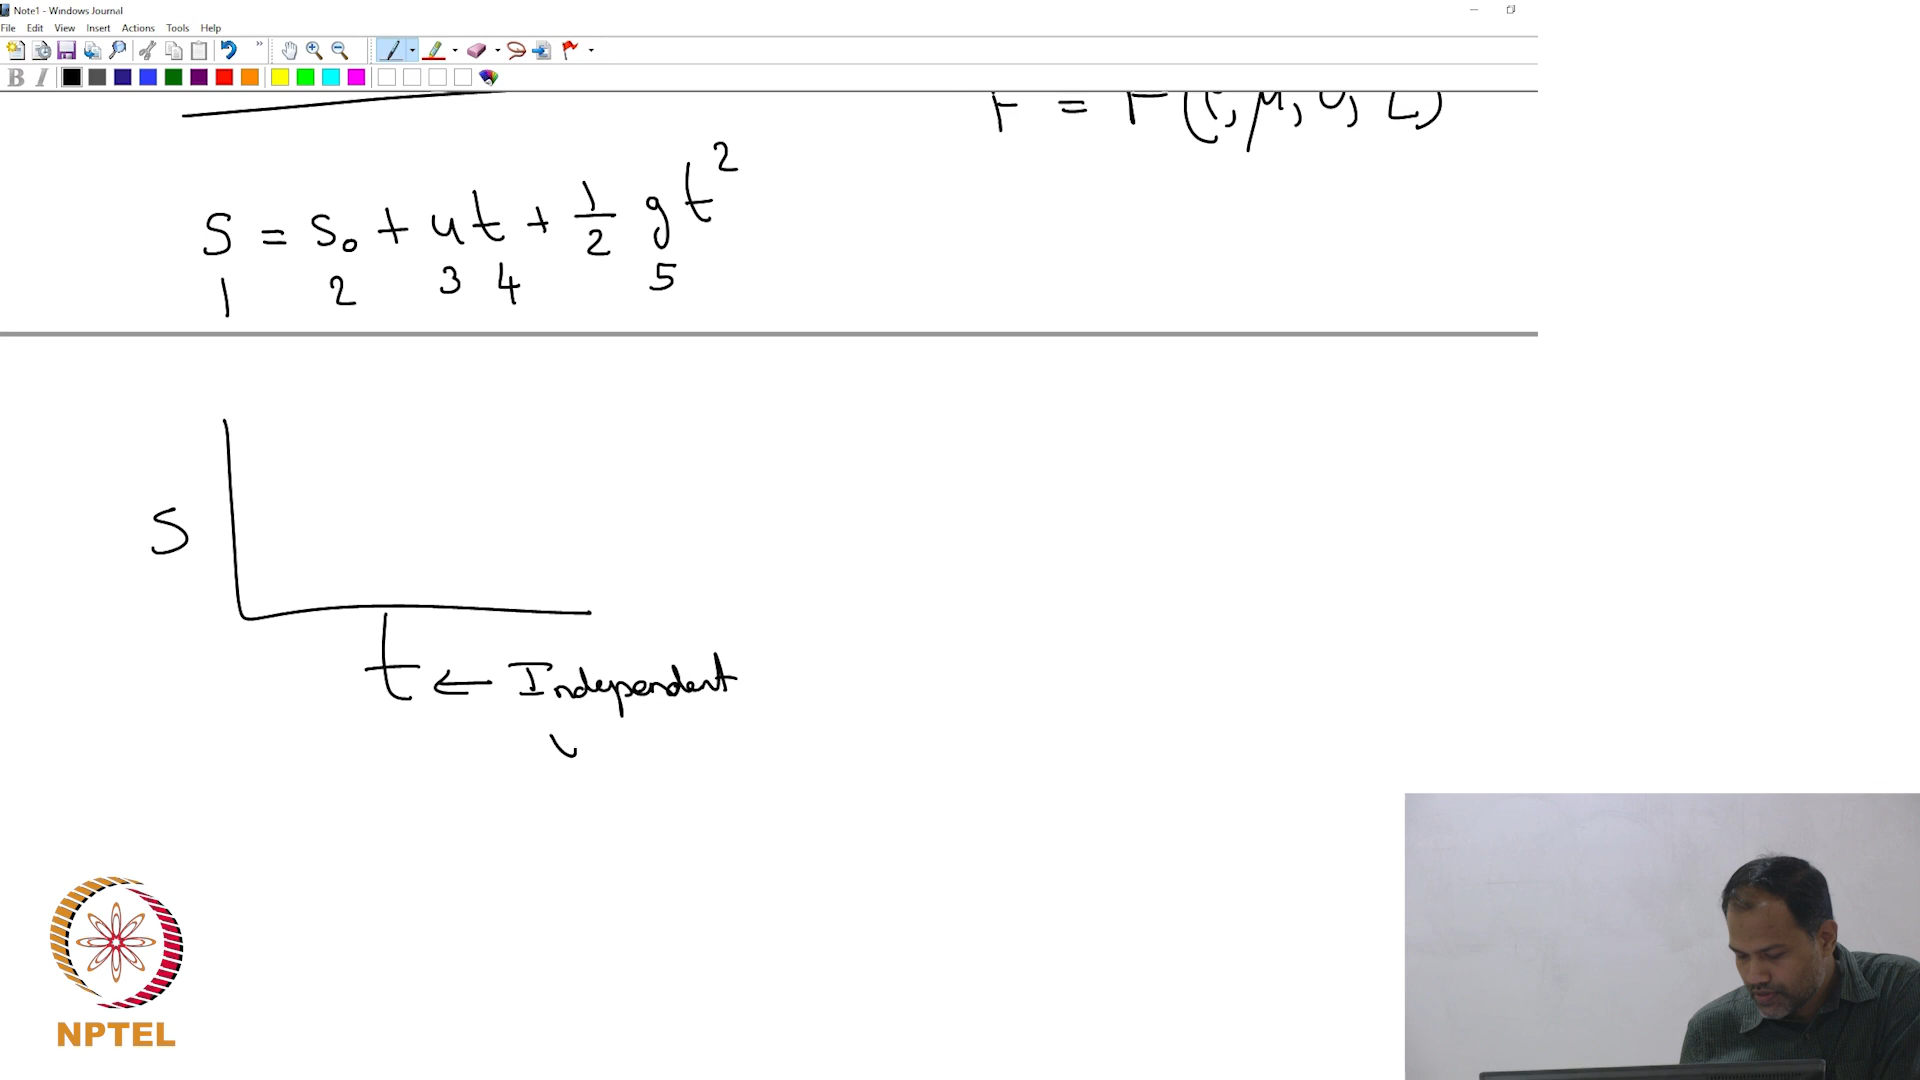 Note1 - Windows Journal
File Edit View Insert Actions Tools Help
B I
F = F(ρ, μ, U, L)
S = S₀ + ut + 1/2 gt²
1 2 3 4 5
S
t ← Independent
V
NPTEL